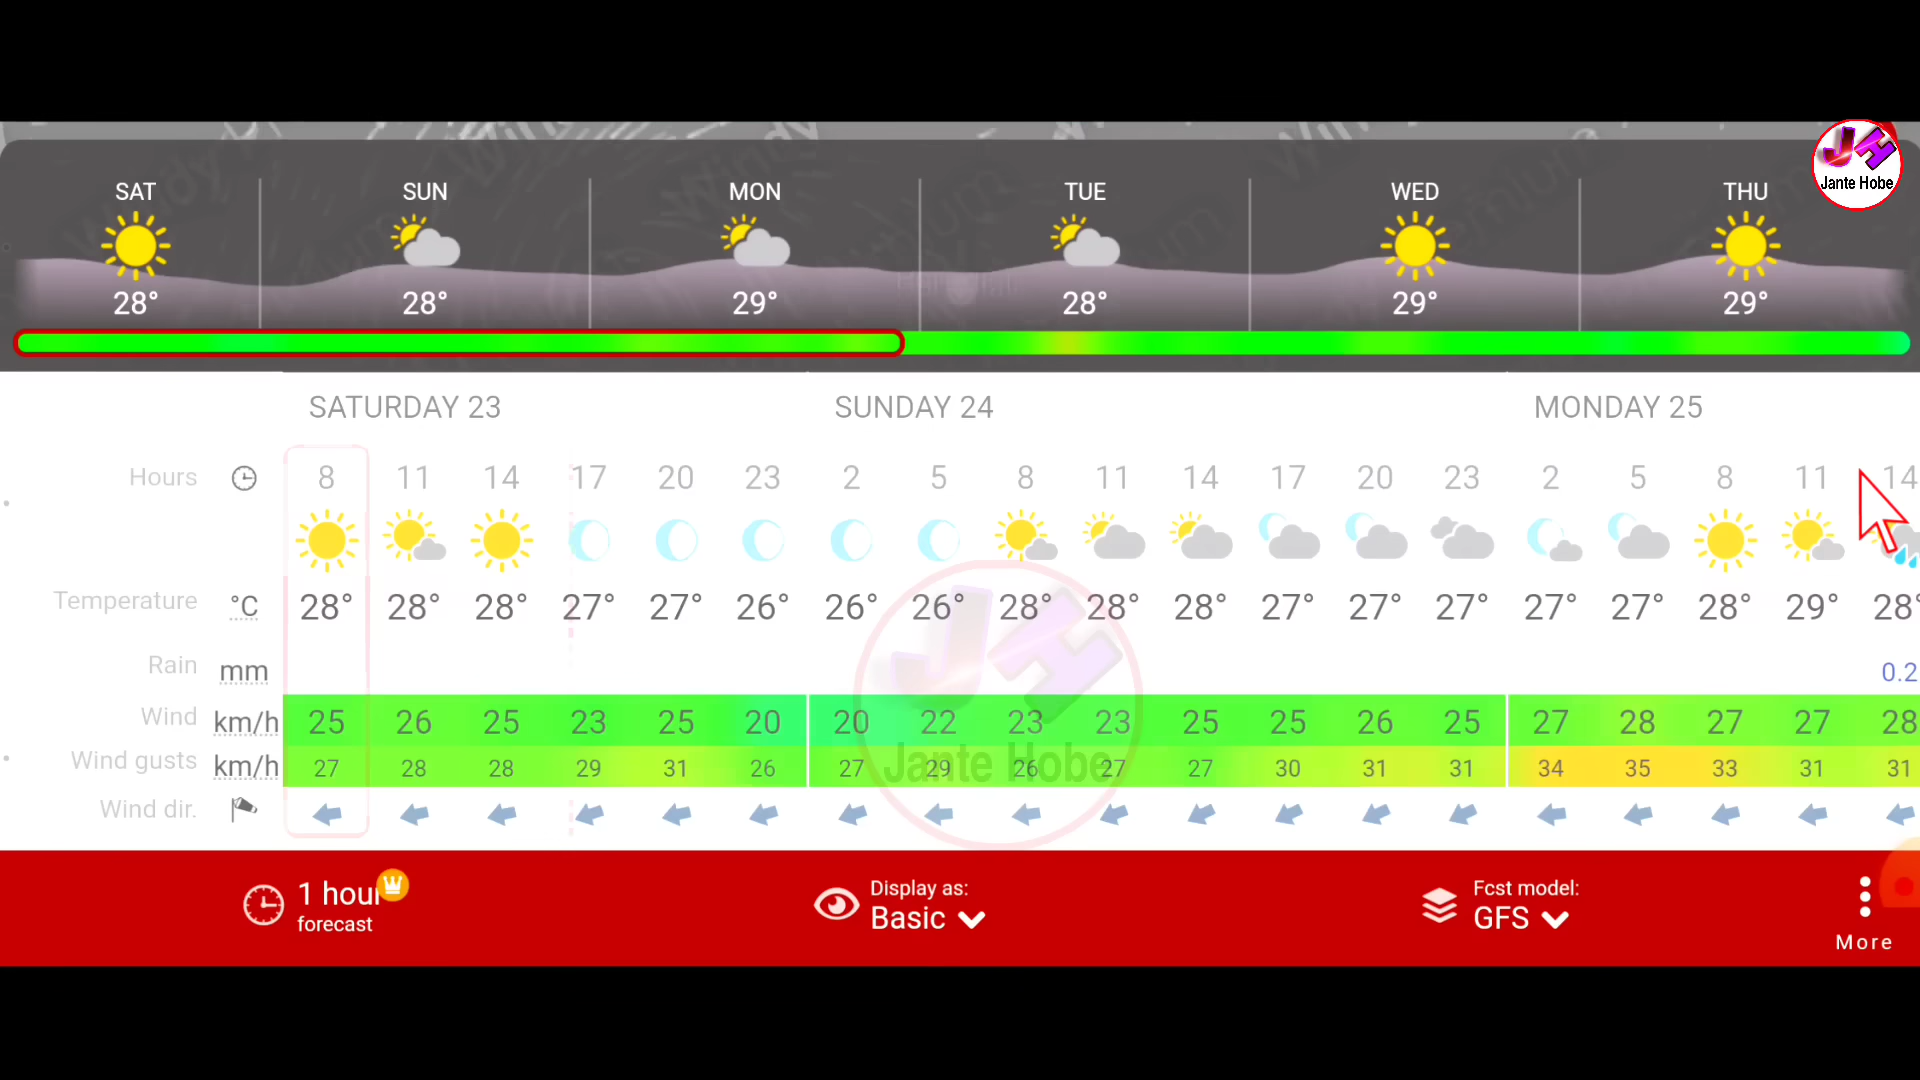 SAT SUN MON TUE WED THU
28° 28° 29° 28° 29° 29°
Jante Hobe
SATURDAY 23 SUNDAY 24 MONDAY 25
Hours 8 11 14 17 20 23 2 5 8 11 14 17 20 23 2 5 8 11 14
Temperature °C 28° 28° 28° 27° 27° 26° 26° 26° 28° 28° 28° 27° 27° 27° 27° 27° 28° 29° 28°
Rain mm 0.2
Wind km/h 25 26 25 23 25 20 20 22 23 23 25 25 26 25 27 28 27 27 28
Wind gusts km/h 27 28 28 29 31 26 27 29 26 27 27 30 31 31 34 35 33 31 31
Jante Hobe
Wind dir.
1 hour
forecast
Display as:
Basic
Fcst model:
GFS
More